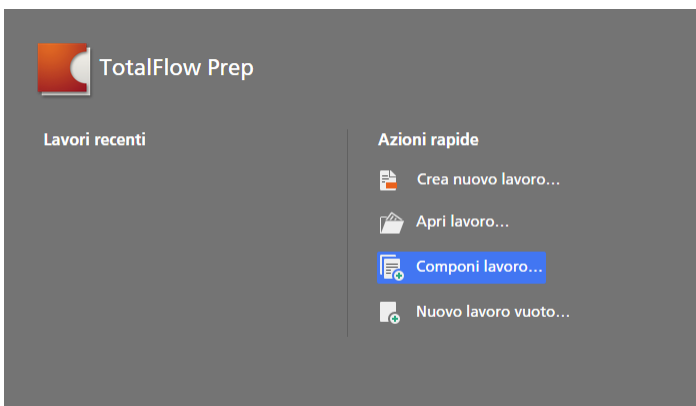 TotalFlow Prep
Lavori recenti
Azioni rapide
Crea nuovo lavoro...
Apri lavoro...
Componi lavoro...
Nuovo lavoro vuoto...